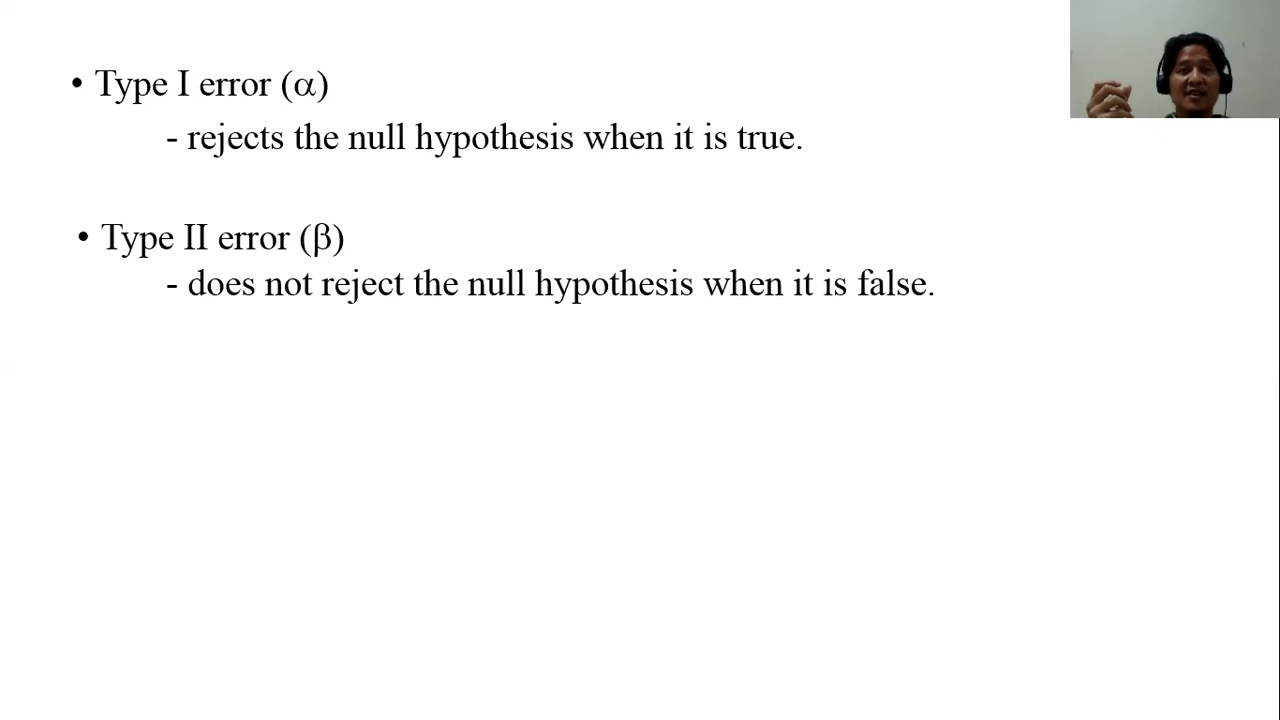 • Type I error (α)
- rejects the null hypothesis when it is true.
• Type II error (β)
- does not reject the null hypothesis when it is false.